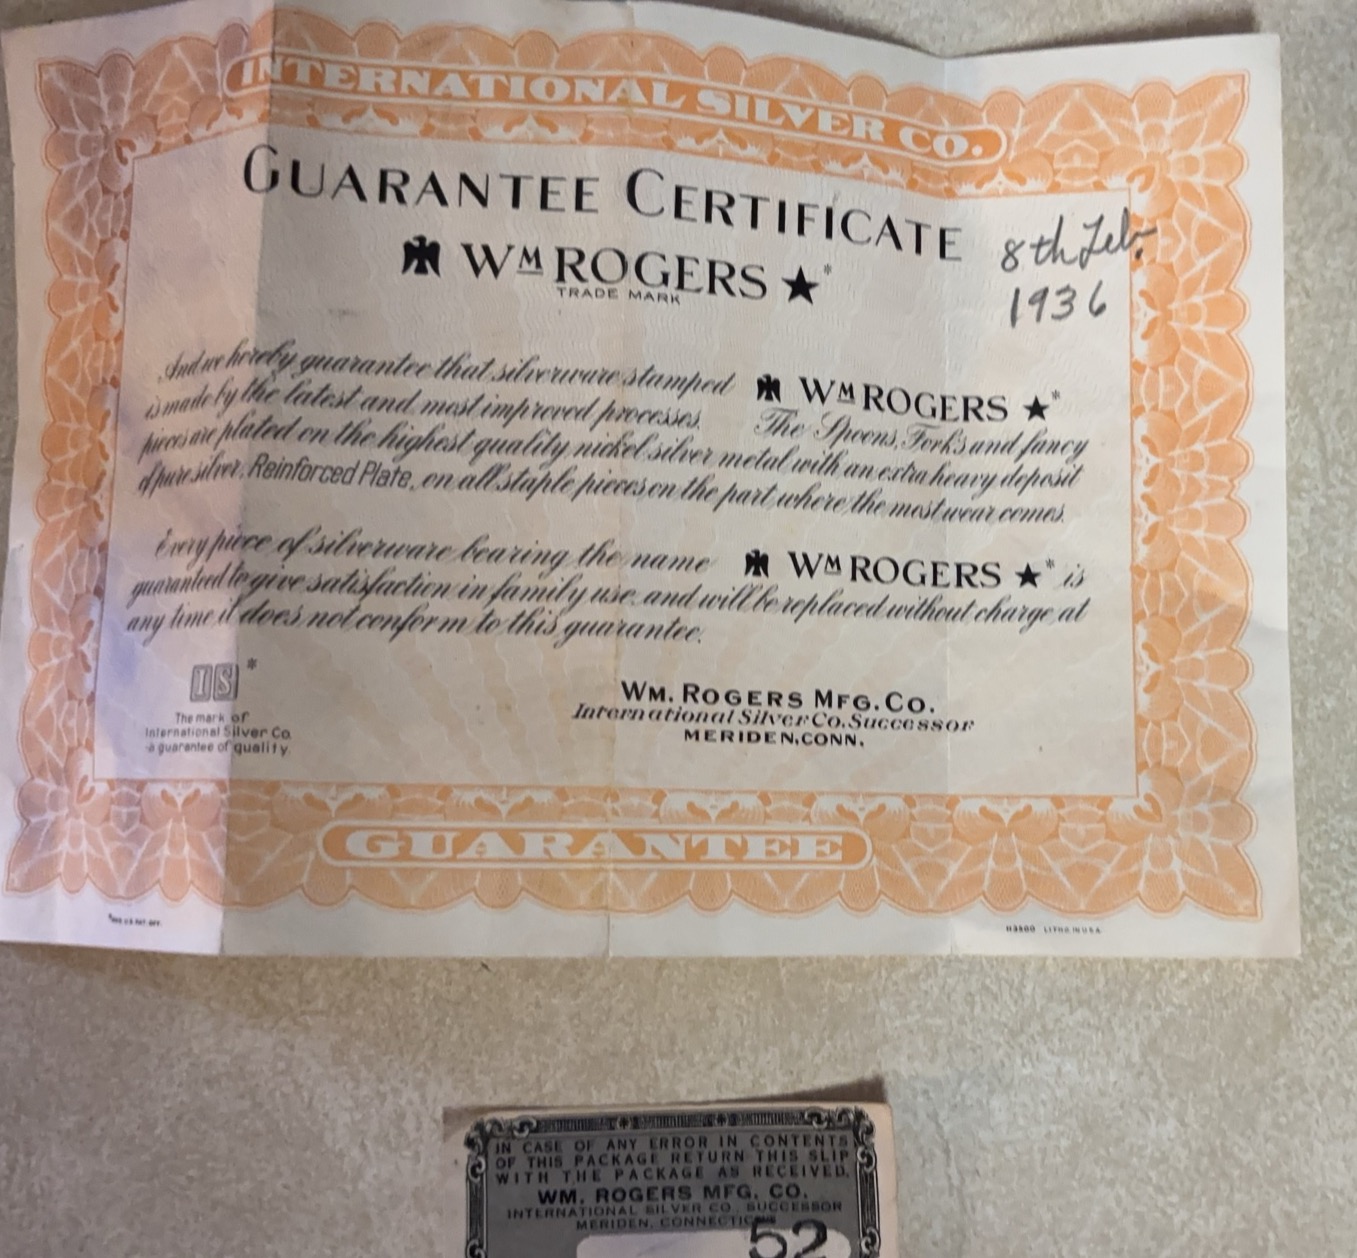 INTERNATIONAL SILVER CO.
GUARANTEE CERTIFICATE
WM ROGERS ★*
TRADE MARK
8th Feb.
1936
And we hereby guarantee that silverware stamped WM ROGERS ★*
is made by the latest and most improved processes. The Spoons, Forks and fancy
pieces are plated on the highest quality nickel silver metal with an extra heavy deposit
of pure silver, Reinforced Plate, on all staple pieces on the part where the most wear comes.
Every piece of silverware bearing the name WM ROGERS ★* is
guaranteed to give satisfaction in family use and will be replaced without charge at
any time it does not conform to this guarantee.
IS*
The mark of
International Silver Co.
a guarantee of quality.
WM. ROGERS MFG. CO.
International Silver Co. Successor
MERIDEN, CONN.
GUARANTEE
LITHO. IN U.S.A.
IN CASE OF ANY ERROR IN CONTENTS
OF THIS PACKAGE RETURN THIS SLIP
WITH THE PACKAGE AS RECEIVED.
WM. ROGERS MFG. CO.
INTERNATIONAL SILVER CO. SUCCESSOR
MERIDEN, CONNECTICUT
52